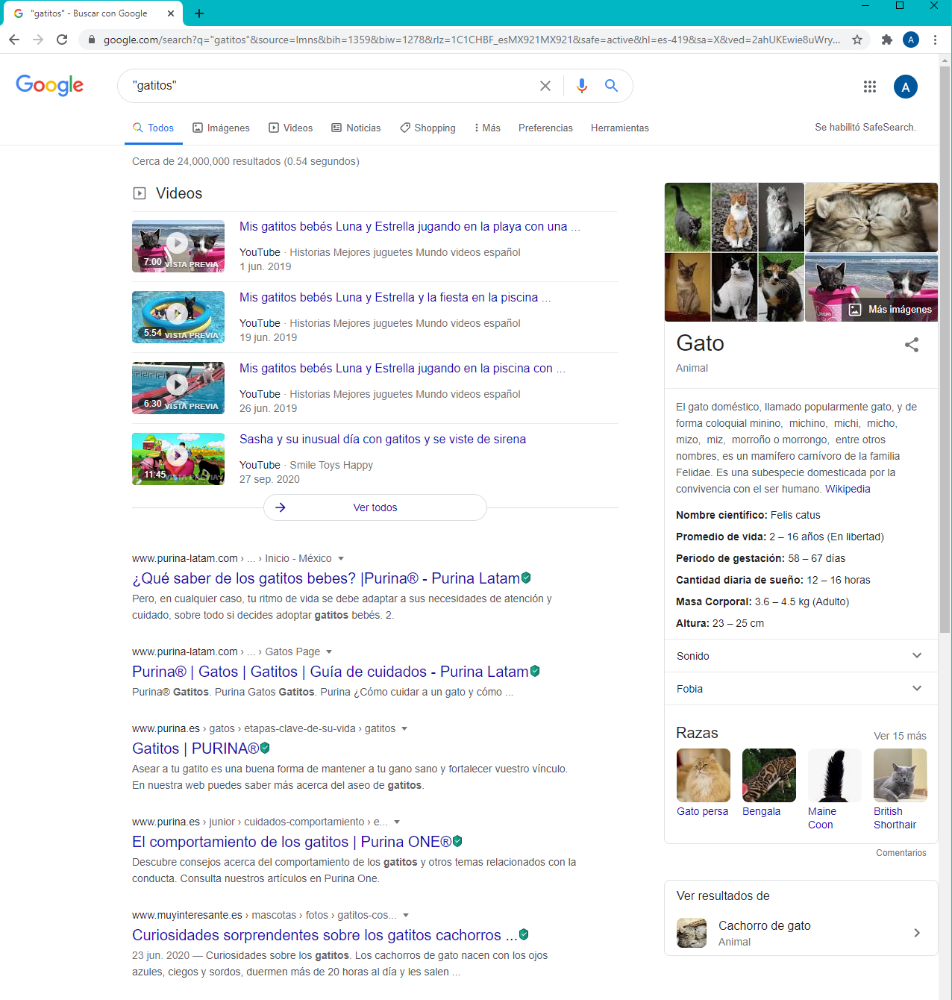 "gatitos" - Buscar con Google
google.com/search?q="gatitos"&source=lmns&bih=1359&biw=1278&rlz=1C1CHBF_esMX921MX921&safe=active&hl=es-419&sa=X&ved=2ahUKEwie8uWry...
A
Google
"gatitos"
A
Todos
Imágenes
Videos
Noticias
Shopping
Más
Preferencias
Herramientas
Se habilitó SafeSearch.
Cerca de 24,000,000 resultados (0.54 segundos)
Videos
7:00 VISTA PREVIA
Mis gatitos bebés Luna y Estrella jugando en la playa con una ...
YouTube · Historias Mejores juguetes Mundo videos español
1 jun. 2019
5:54 VISTA PREVIA
Mis gatitos bebés Luna y Estrella y la fiesta en la piscina ...
YouTube · Historias Mejores juguetes Mundo videos español
19 jun. 2019
6:30 VISTA PREVIA
Mis gatitos bebés Luna y Estrella jugando en la piscina con ...
YouTube · Historias Mejores juguetes Mundo videos español
26 jun. 2019
11:45 VISTA PREVIA
Sasha y su inusual día con gatitos y se viste de sirena
YouTube · Smile Toys Happy
27 sep. 2020
Ver todos
www.purina-latam.com › ... › Inicio - México
¿Qué saber de los gatitos bebes? |Purina® - Purina Latam
Pero, en cualquier caso, tu ritmo de vida se debe adaptar a sus necesidades de atención y
cuidado, sobre todo si decides adoptar gatitos bebés. 2.
www.purina-latam.com › ... › Gatos Page
Purina® | Gatos | Gatitos | Guía de cuidados - Purina Latam
Purina® Gatitos. Purina Gatos Gatitos. Purina ¿Cómo cuidar a un gato y cómo ...
www.purina.es › gatos › etapas-clave-de-su-vida › gatitos
Gatitos | PURINA®
Asear a tu gatito es una buena forma de mantener a tu gano sano y fortalecer vuestro vínculo.
En nuestra web puedes saber más acerca del aseo de gatitos.
www.purina.es › junior › cuidados-comportamiento › e...
El comportamiento de los gatitos | Purina ONE®
Descubre consejos acerca del comportamiento de los gatitos y otros temas relacionados con la
conducta. Consulta nuestros artículos en Purina One.
www.muyinteresante.es › mascotas › fotos › gatitos-cos...
Curiosidades sorprendentes sobre los gatitos cachorros ...
23 jun. 2020 — Curiosidades sobre los gatitos. Los cachorros de gato nacen con los ojos
azules, ciegos y sordos, duermen más de 20 horas al día y les salen ...
Más imágenes
Gato
Animal
El gato doméstico, llamado popularmente gato, y de
forma coloquial minino, michino, michi, micho,
mizo, miz, morroño o morrongo, entre otros
nombres, es un mamífero carnívoro de la familia
Felidae. Es una subespecie domesticada por la
convivencia con el ser humano. Wikipedia
Nombre científico: Felis catus
Promedio de vida: 2 – 16 años (En libertad)
Periodo de gestación: 58 – 67 días
Cantidad diaria de sueño: 12 – 16 horas
Masa Corporal: 3.6 – 4.5 kg (Adulto)
Altura: 23 – 25 cm
Sonido
Fobia
Razas
Ver 15 más
Gato persa
Bengala
Maine
Coon
British
Shorthair
Comentarios
Ver resultados de
Cachorro de gato
Animal